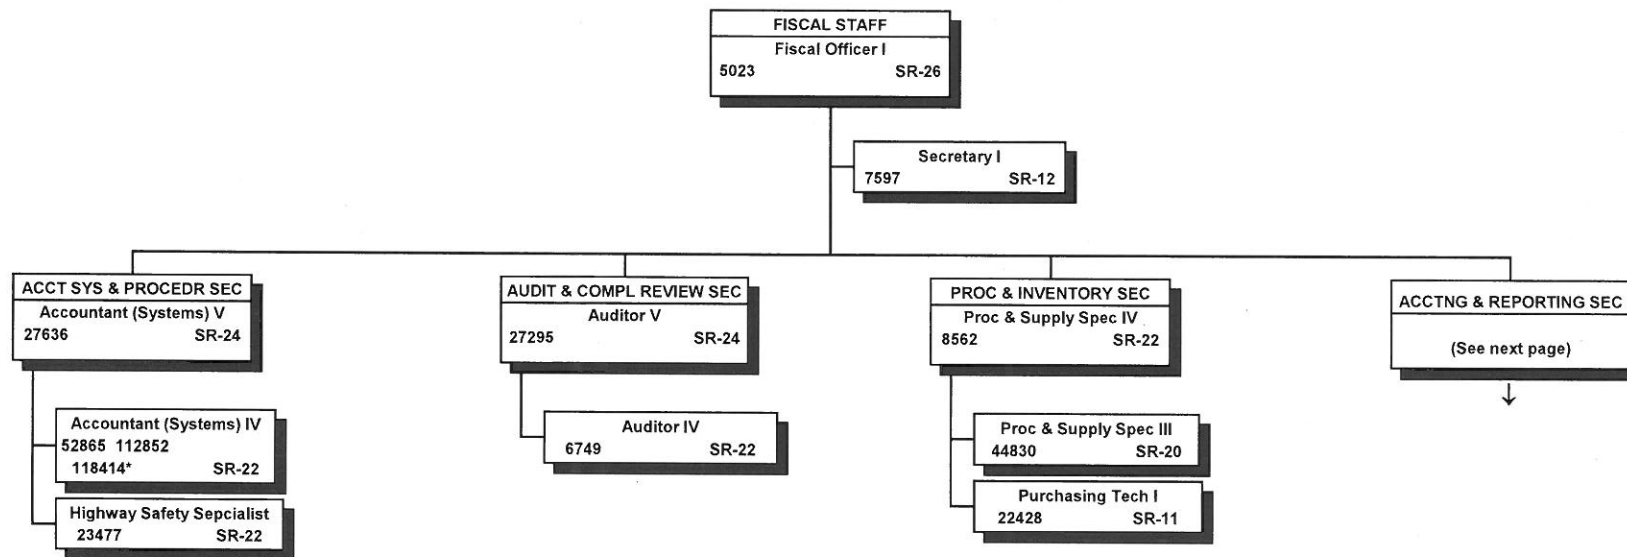 FISCAL STAFF
Fiscal Officer I
5023 SR-26
Secretary I
7597 SR-12
ACCT SYS & PROCEDR SEC
Accountant (Systems) V
27636 SR-24
Accountant (Systems) IV
52865 112852
118414* SR-22
Highway Safety Sepcialist
23477 SR-22
AUDIT & COMPL REVIEW SEC
Auditor V
27295 SR-24
Auditor IV
6749 SR-22
PROC & INVENTORY SEC
Proc & Supply Spec IV
8562 SR-22
Proc & Supply Spec III
44830 SR-20
Purchasing Tech I
22428 SR-11
ACCTNG & REPORTING SEC
(See next page)